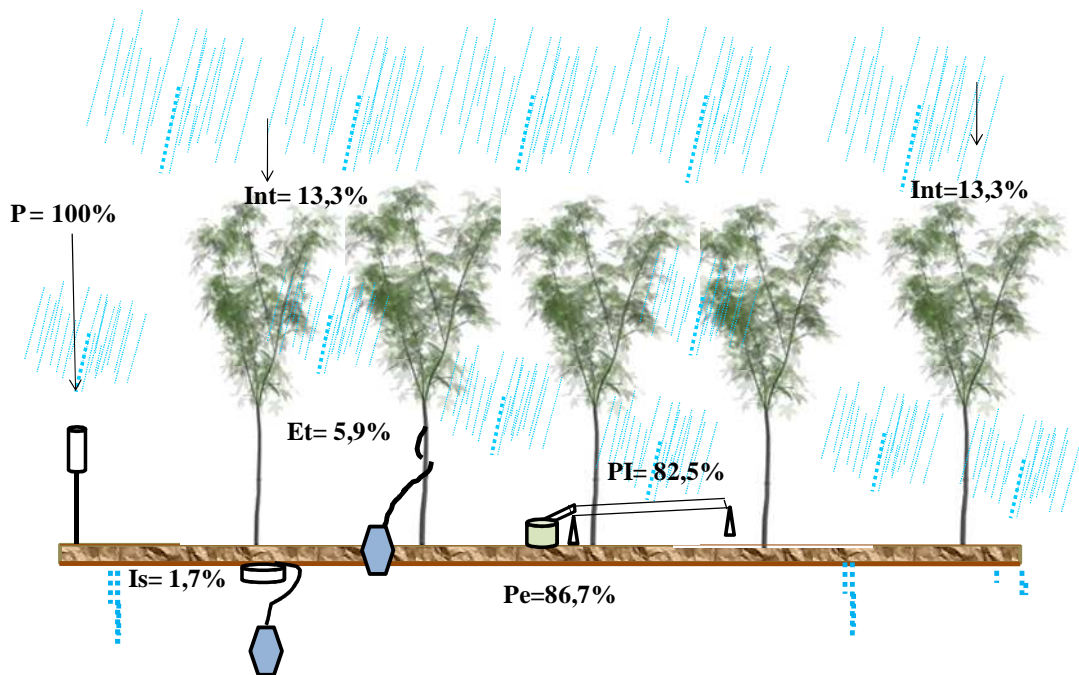 Int= 13,3%
Int=13,3%
P = 100%
Et= 5,9%
PI= 82,5%
Is= 1,7%
Pe=86,7%